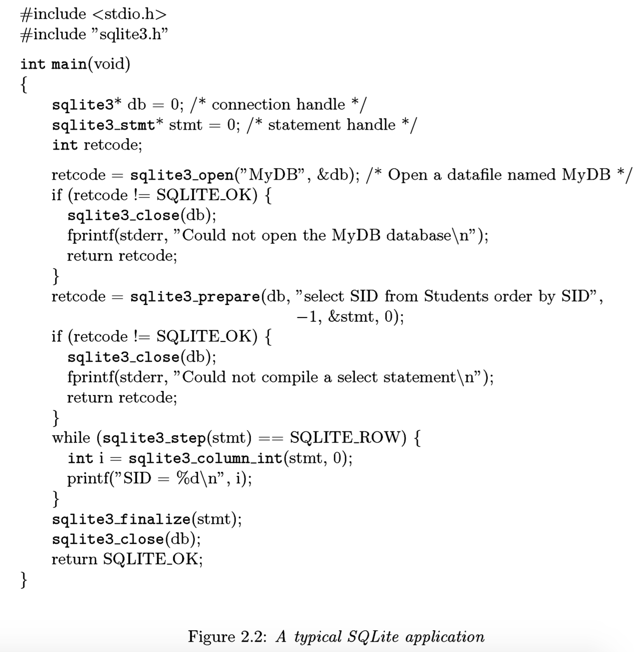 #include <stdio.h>
#include ”sqlite3.h”
int main(void)
{
sqlite3* db = 0; /* connection handle */
sqlite3_stmt* stmt = 0; /* statement handle */
int retcode;
retcode = sqlite3_open(”MyDB”, &db); /* Open a datafile named MyDB */
if (retcode != SQLITE_OK) {
sqlite3_close(db);
fprintf(stderr, ”Could not open the MyDB database\n”);
return retcode;
}
retcode = sqlite3_prepare(db, ”select SID from Students order by SID”,
−1, &stmt, 0);
if (retcode != SQLITE_OK) {
sqlite3_close(db);
fprintf(stderr, ”Could not compile a select statement\n”);
return retcode;
}
while (sqlite3_step(stmt) == SQLITE_ROW) {
int i = sqlite3_column_int(stmt, 0);
printf(”SID = %d\n”, i);
}
sqlite3_finalize(stmt);
sqlite3_close(db);
return SQLITE_OK;
}
Figure 2.2: A typical SQLite application